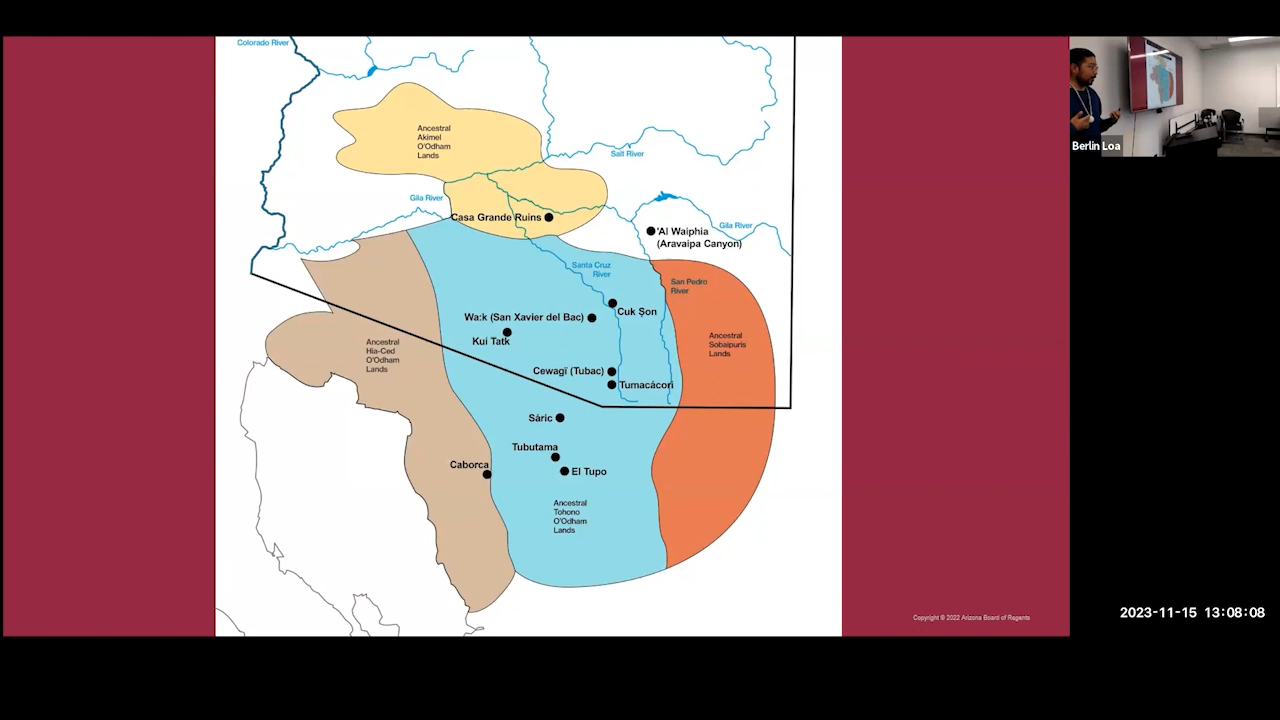 Colorado River
Ancestral
Akimel
O'Odham
Lands
Salt River
Gila River
Casa Grande Ruins
Gila River
'Al Waiphia
(Aravaipa Canyon)
Santa Cruz
River
San Pedro
River
Cuk Ṣon
Wa:k (San Xavier del Bac)
Kui Tatk
Ancestral
Sobaipuris
Lands
Ancestral
Hia-Ced
O'Odham
Lands
Cewagĭ (Tubac)
Tumacácori
Sáric
Tubutama
Caborca
El Tupo
Ancestral
Tohono
O'Odham
Lands
Copyright © 2022 Arizona Board of Regents
Berlin Loa
2023-11-15 13:08:08